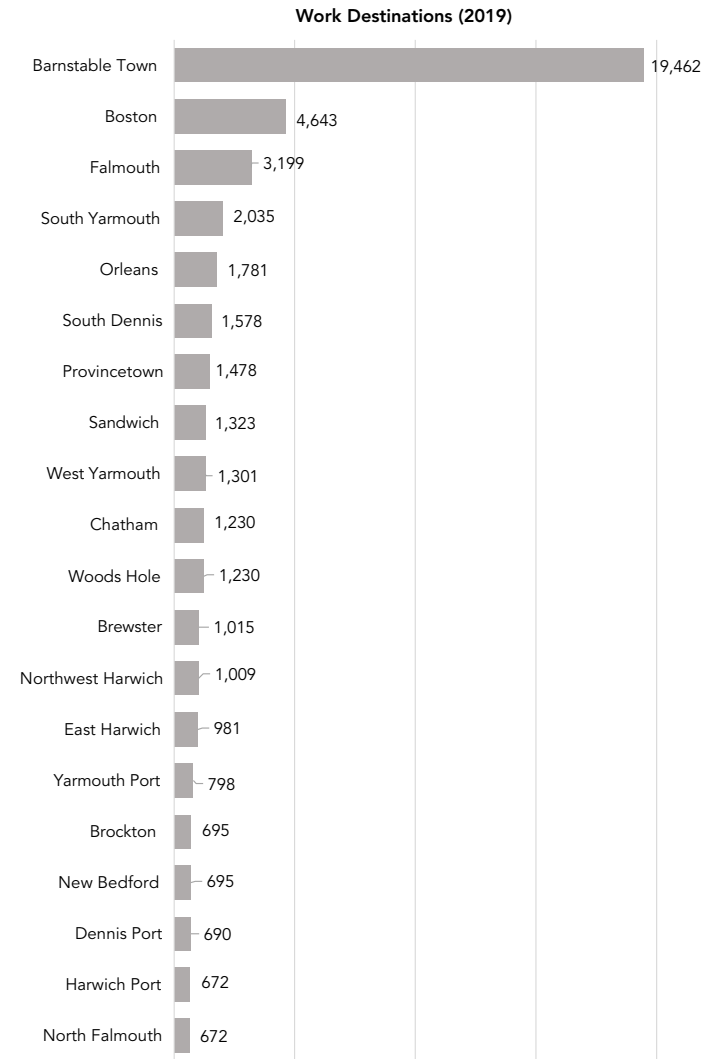 Work Destinations (2019)
Barnstable Town 19,462
Boston 4,643
Falmouth 3,199
South Yarmouth 2,035
Orleans 1,781
South Dennis 1,578
Provincetown 1,478
Sandwich 1,323
West Yarmouth 1,301
Chatham 1,230
Woods Hole 1,230
Brewster 1,015
Northwest Harwich 1,009
East Harwich 981
Yarmouth Port 798
Brockton 695
New Bedford 695
Dennis Port 690
Harwich Port 672
North Falmouth 672